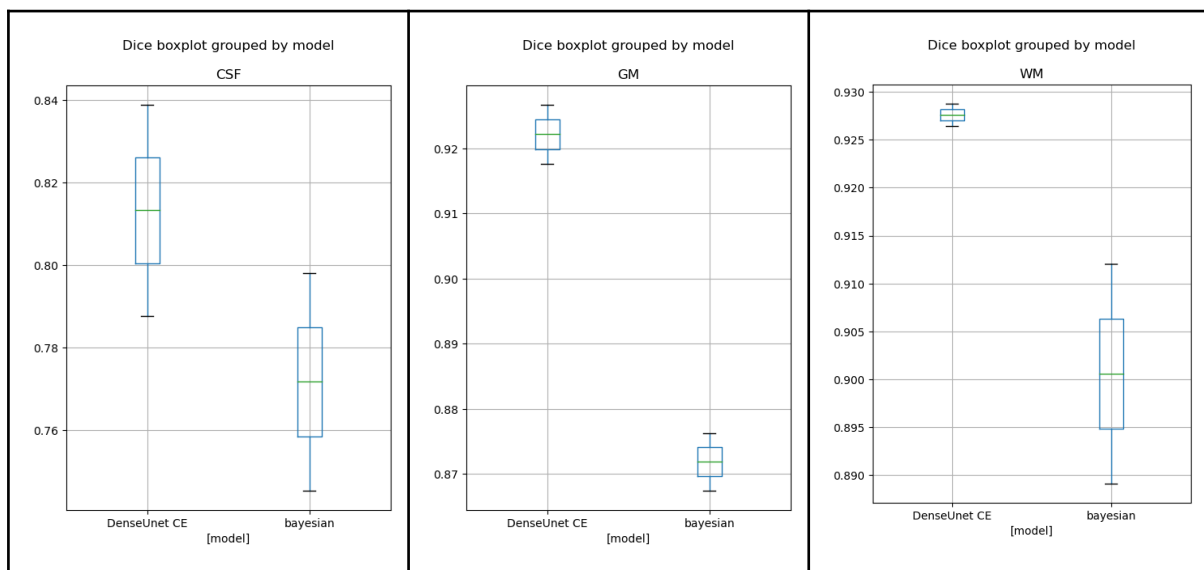 Dice boxplot grouped by model
CSF
0.84
0.82
0.80
0.78
0.76
DenseUnet CE
bayesian
[model]
Dice boxplot grouped by model
GM
0.92
0.91
0.90
0.89
0.88
0.87
DenseUnet CE
bayesian
[model]
Dice boxplot grouped by model
WM
0.930
0.925
0.920
0.915
0.910
0.905
0.900
0.895
0.890
DenseUnet CE
bayesian
[model]